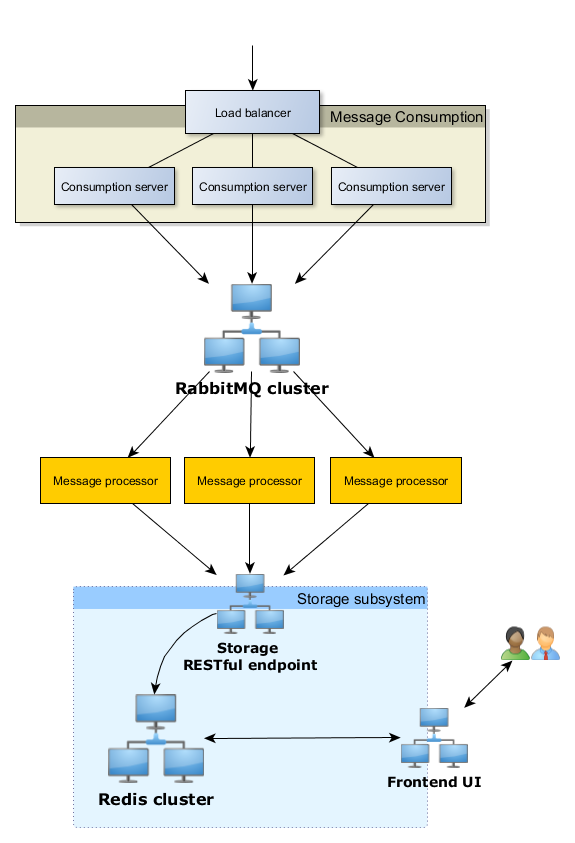 Load balancer
Message Consumption
Consumption server
Consumption server
Consumption server
RabbitMQ cluster
Message processor
Message processor
Message processor
Storage subsystem
Storage
RESTful endpoint
Redis cluster
Frontend UI